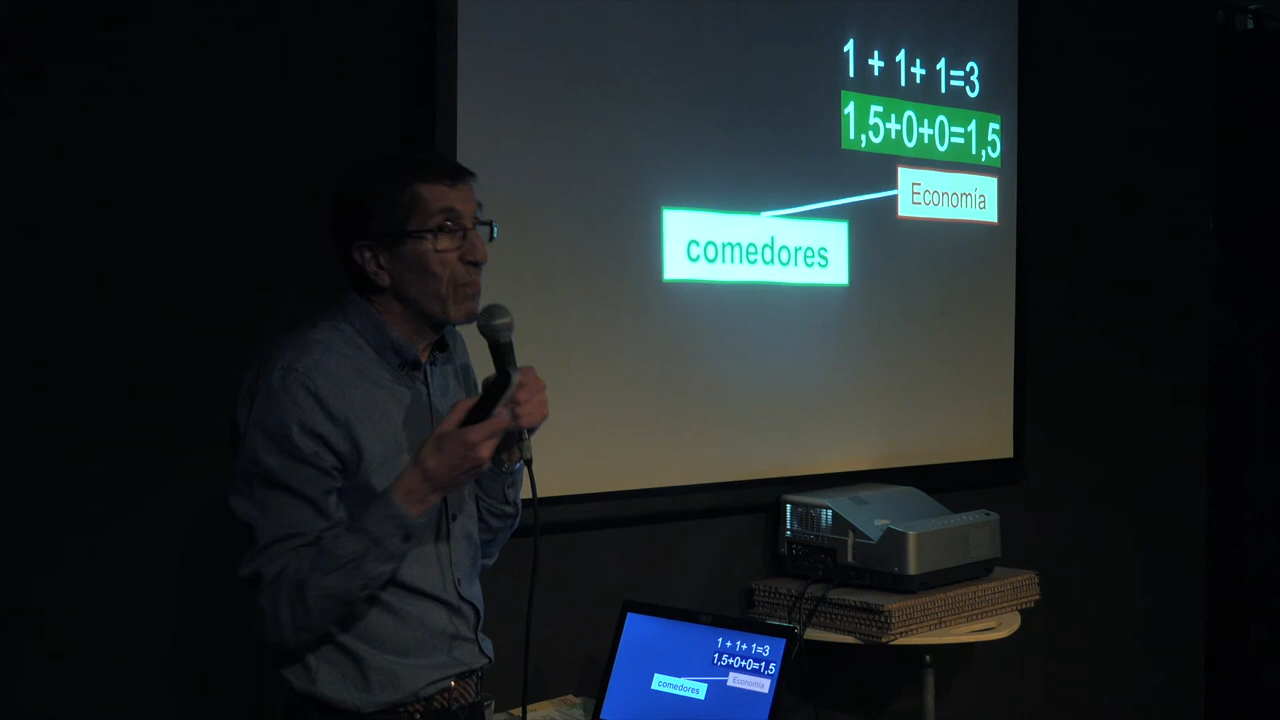 1 + 1+ 1=3
1,5+0+0=1,5
Economía
comedores
1 + 1+ 1=3
1,5+0+0=1,5
Economía
comedores